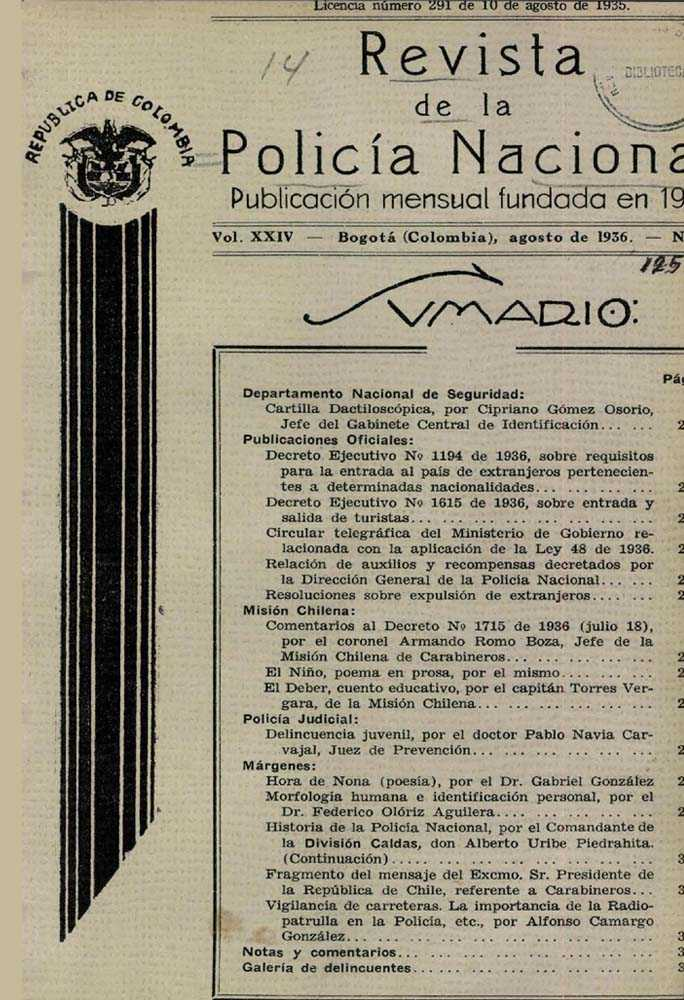 Licencia número 291 de 10 de agosto de 1935.
14
Revista
BIBLIOTECA
de la
REPUBLICA DE COLOMBIA
Policía Naciona
Publicación mensual fundada en 19
Vol. XXIV — Bogotá (Colombia), agosto de 1936. — N
125
SUMARIO:
Pág
Departamento Nacional de Seguridad:
Cartilla Dactiloscópica, por Cipriano Gómez Osorio,
Jefe del Gabinete Central de Identificación... ... 2
Publicaciones Oficiales:
Decreto Ejecutivo Nº 1194 de 1936, sobre requisitos
para la entrada al país de extranjeros pertenecien-
tes a determinadas nacionalidades... ... ... ... 2
Decreto Ejecutivo Nº 1615 de 1936, sobre entrada y
salida de turistas... ... ... ... ... ... ... ... ... 2
Circular telegráfica del Ministerio de Gobierno re-
lacionada con la aplicación de la Ley 48 de 1936. 2
Relación de auxilios y recompensas decretados por
la Dirección General de la Policía Nacional... ... 2
Resoluciones sobre expulsión de extranjeros.... ... 2
Misión Chilena:
Comentarios al Decreto Nº 1715 de 1936 (julio 18),
por el coronel Armando Romo Boza, Jefe de la
Misión Chilena de Carabineros... ... ... ... ... 2
El Niño, poema en prosa, por el mismo... ... ... ... 2
El Deber, cuento educativo, por el capitán Torres Ver-
gara, de la Misión Chilena... ... ... ... ... ... 2
Policía Judicial:
Delincuencia juvenil, por el doctor Pablo Navia Car-
vajal, Juez de Prevención... ... ... ... ... ... ... 2
Márgenes:
Hora de Nona (poesía), por el Dr. Gabriel González 2
Morfología humana e identificación personal, por el
Dr. Federico Olóriz Aguilera.... ... ... ... ... ... 2
Historia de la Policía Nacional, por el Comandante de
la División Caldas, don Alberto Uribe Piedrahita.
(Continuación) ..... ... ... ... ... ... ... ... ... 3
Fragmento del mensaje del Excmo. Sr. Presidente de
la República de Chile, referente a Carabineros... 3
Vigilancia de carreteras. La importancia de la Radio-
patrulla en la Policía, etc., por Alfonso Camargo
González... ... ... ... ... ... ... ... ... ... ... 3
Notas y comentarios... ... ... ... ... ... ... ... ... 3
Galería de delincuentes... ... ... ... ... ... ... ... 3